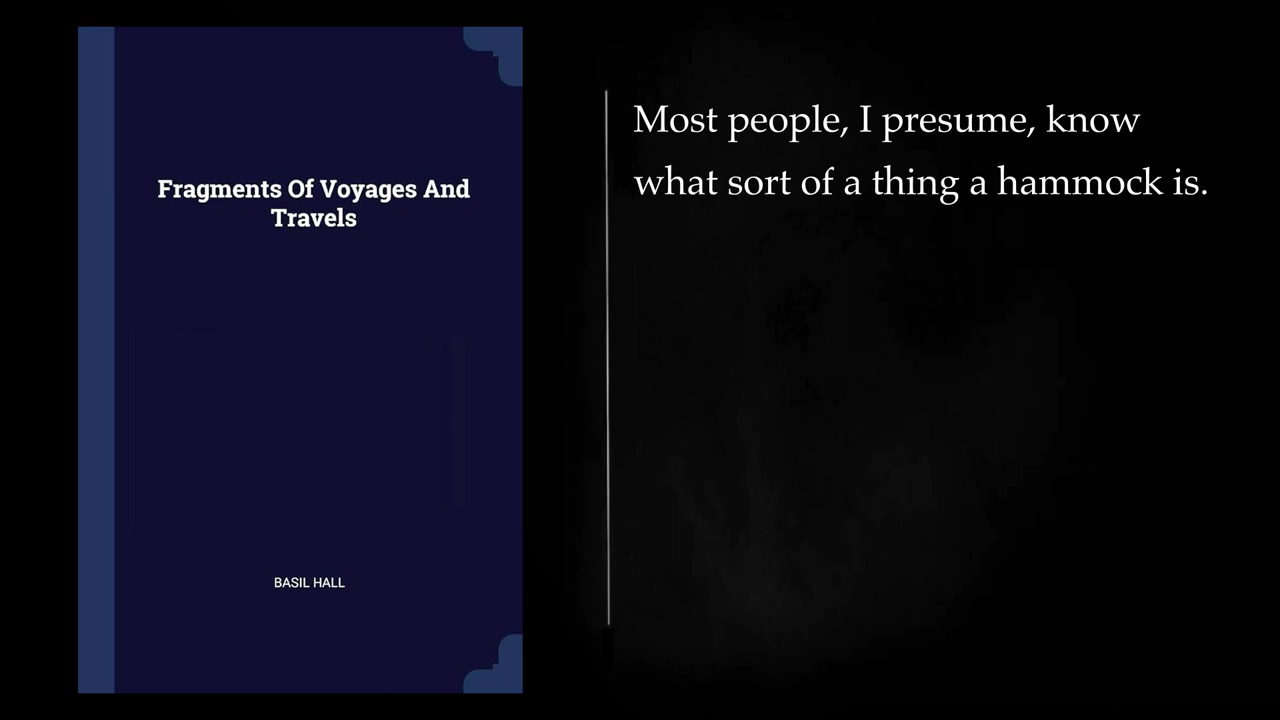 Fragments Of Voyages And
Travels
BASIL HALL
Most people, I presume, know
what sort of a thing a hammock is.